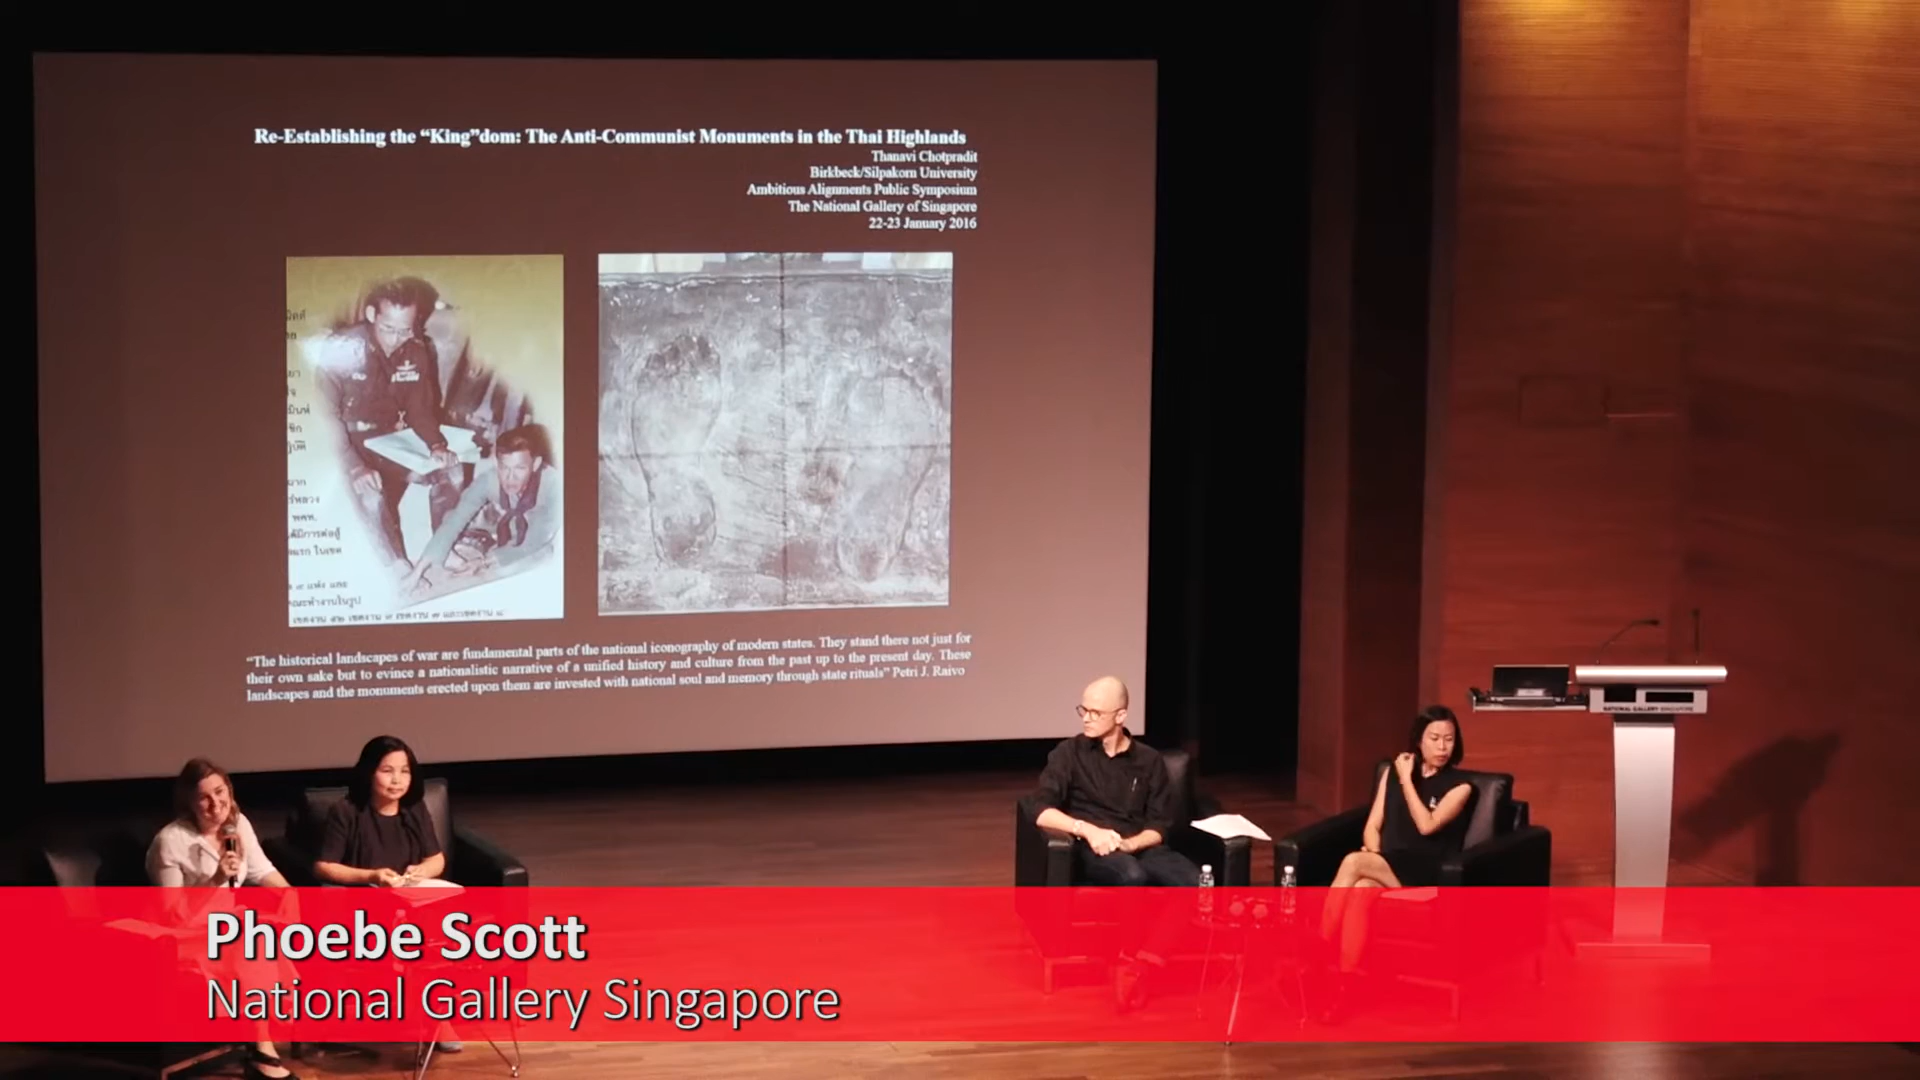 Re-Establishing the “King”dom: The Anti-Communist Monuments in the Thai Highlands
Thanavi Chotpradit
Birkbeck/Silpakorn University
Ambitious Alignments Public Symposium
The National Gallery of Singapore
22-23 January 2016
“The historical landscapes of war are fundamental parts of the national iconography of modern states. They stand there not just for
their own sake but to evince a nationalistic narrative of a unified history and culture from the past up to the present day. These
landscapes and the monuments erected upon them are invested with national soul and memory through state rituals” Petri J. Raivo
NATIONAL GALLERY SINGAPORE
Phoebe Scott
National Gallery Singapore